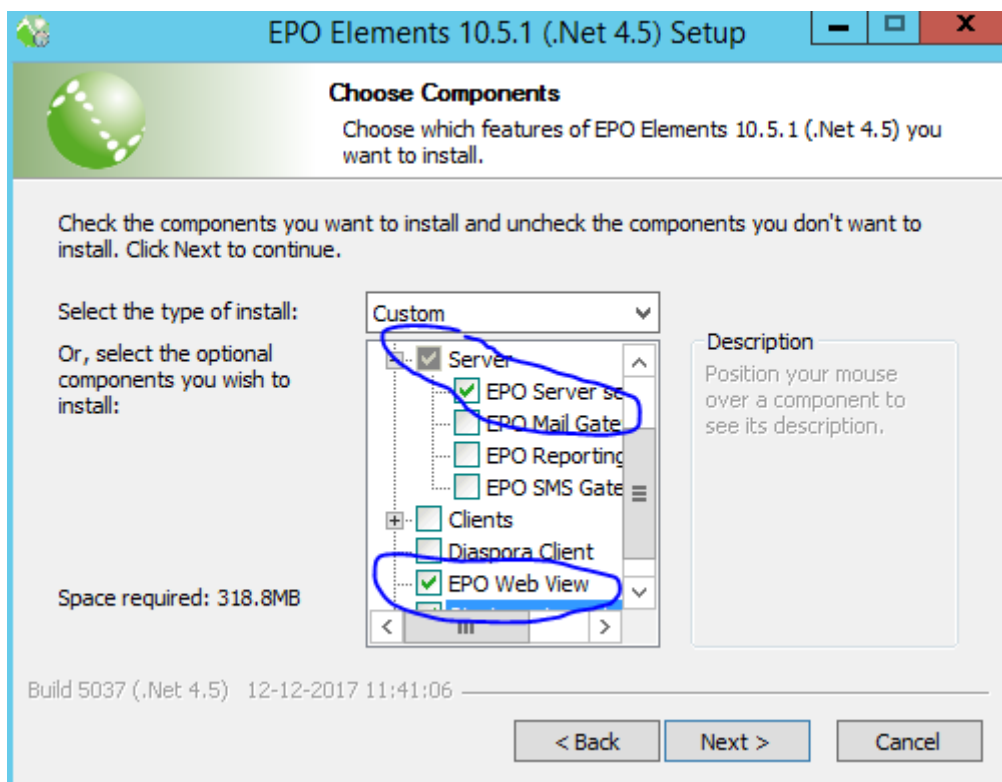 EPO Elements 10.5.1 (.Net 4.5) Setup
Choose Components
Choose which features of EPO Elements 10.5.1 (.Net 4.5) you
want to install.
Check the components you want to install and uncheck the components you don't want to
install. Click Next to continue.
Select the type of install:
Custom
Or, select the optional
components you wish to
install:
Server
EPO Server se
EPO Mail Gate
EPO Reporting
EPO SMS Gate
Clients
Diaspora Client
EPO Web View
Description
Position your mouse
over a component to
see its description.
Space required: 318.8MB
Build 5037 (.Net 4.5) 12-12-2017 11:41:06
< Back
Next >
Cancel